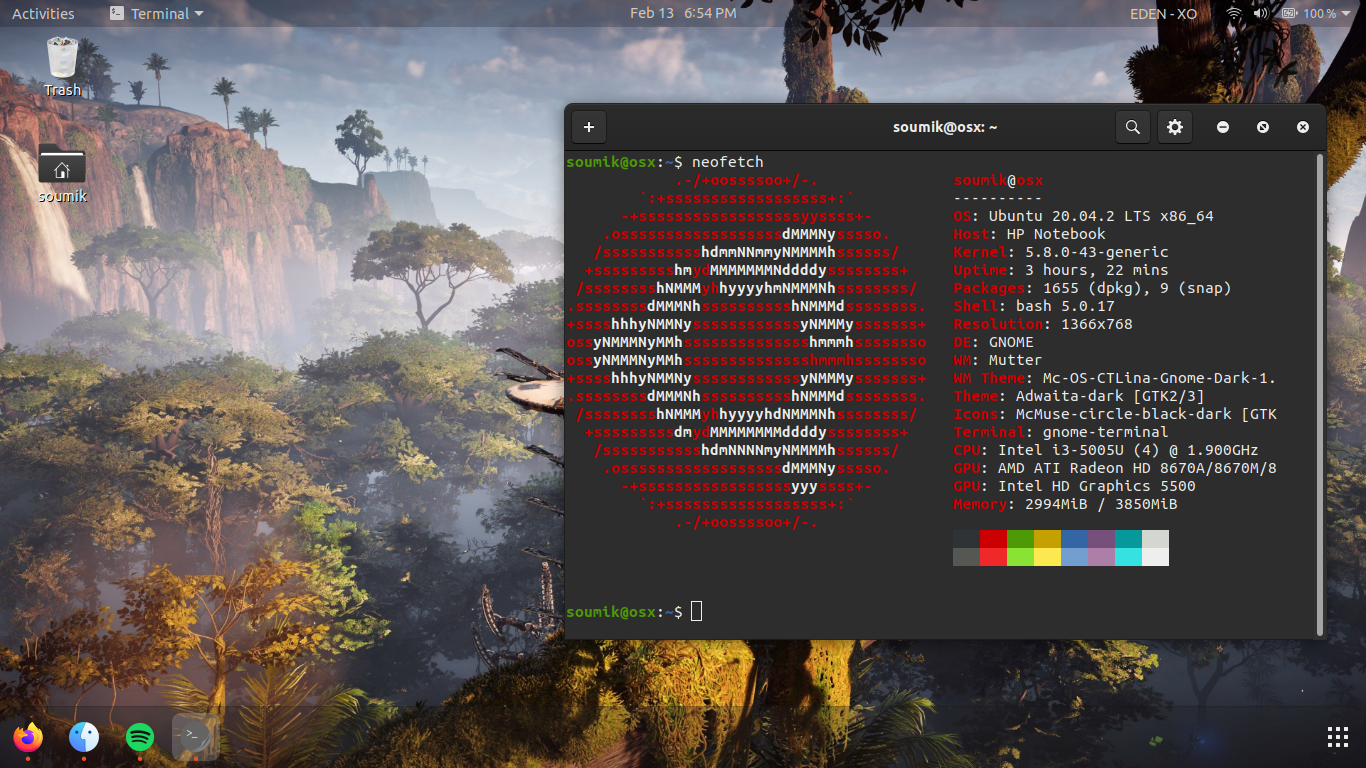 Activities
Terminal
Feb 13 6:54 PM
EDEN - XO
100 %
Trash
soumik
soumik@osx: ~
soumik@osx:~$ neofetch
.-/+oossssoo+/-.
`:+ssssssssssssssssss+:`
-+ssssssssssssssssssyyssss+-
.ossssssssssssssssssdMMMNysssso.
/ssssssssssshdmmNNmmyNMMMMhssssss/
+ssssssssshmydMMMMMMMNddddyssssssss+
/sssssssshNMMMyhhyyyyhmNMMMNhssssssss/
.ssssssssdMMMNhsssssssssshNMMMdssssssss.
+sssshhhyNMMNyssssssssssssyNMMMysssssss+
ossyNMMMNyMMhsssssssssssssshmmmhssssssso
ossyNMMMNyMMhsssssssssssssshmmmhssssssso
+sssshhhyNMMNyssssssssssssyNMMMysssssss+
.ssssssssdMMMNhsssssssssshNMMMdssssssss.
/sssssssshNMMMyhhyyyyhdNMMMNhssssssss/
+sssssssssdmydMMMMMMMMddddyssssssss+
/ssssssssssshdmNNNNmyNMMMMhssssss/
.ossssssssssssssssssdMMMNysssso.
-+sssssssssssssssssyyyssss+-
`:+ssssssssssssssssss+:`
.-/+oossssoo+/-.
soumik@osx
----------
OS: Ubuntu 20.04.2 LTS x86_64
Host: HP Notebook
Kernel: 5.8.0-43-generic
Uptime: 3 hours, 22 mins
Packages: 1655 (dpkg), 9 (snap)
Shell: bash 5.0.17
Resolution: 1366x768
DE: GNOME
WM: Mutter
WM Theme: Mc-OS-CTLina-Gnome-Dark-1.
Theme: Adwaita-dark [GTK2/3]
Icons: McMuse-circle-black-dark [GTK
Terminal: gnome-terminal
CPU: Intel i3-5005U (4) @ 1.900GHz
GPU: AMD ATI Radeon HD 8670A/8670M/8
GPU: Intel HD Graphics 5500
Memory: 2994MiB / 3850MiB
soumik@osx:~$